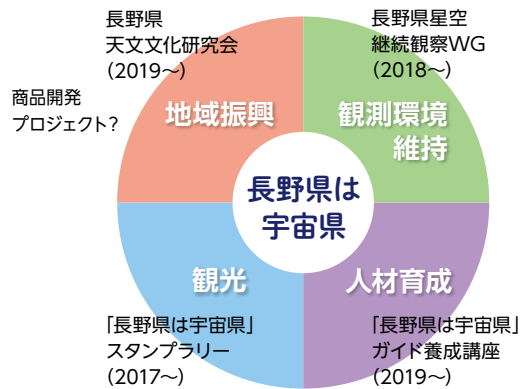 長野県
天文文化研究会
（2019～）
長野県星空
継続観察WG
（2018～）
商品開発
プロジェクト？
地域振興
観測環境
維持
長野県は
宇宙県
観光
人材育成
「長野県は宇宙県」
スタンプラリー
（2017～）
「長野県は宇宙県」
ガイド養成講座
（2019～）